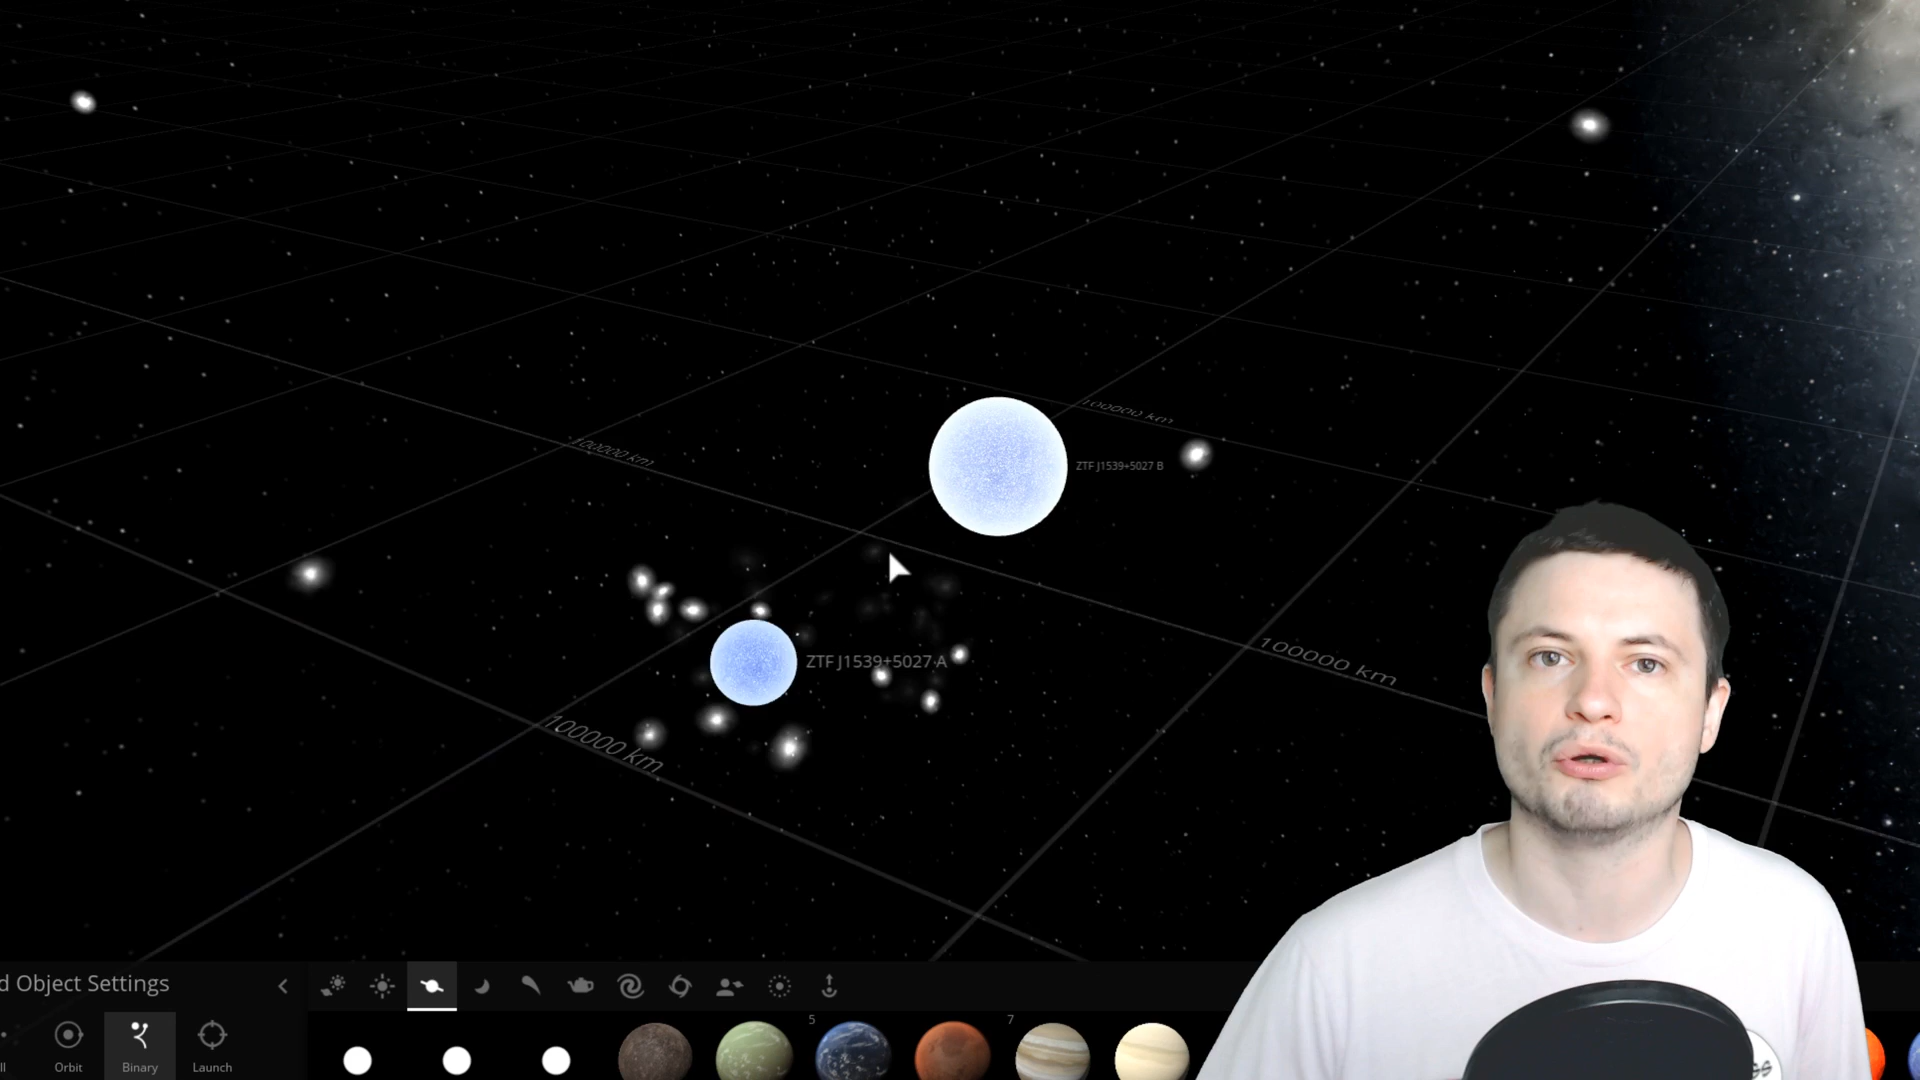 100000 km
100000 km
ZTF J1539+5027 B
ZTF J1539+5027 A
100000 km
100000 km
d Object Settings
ll
Orbit
Binary
Launch
5
7